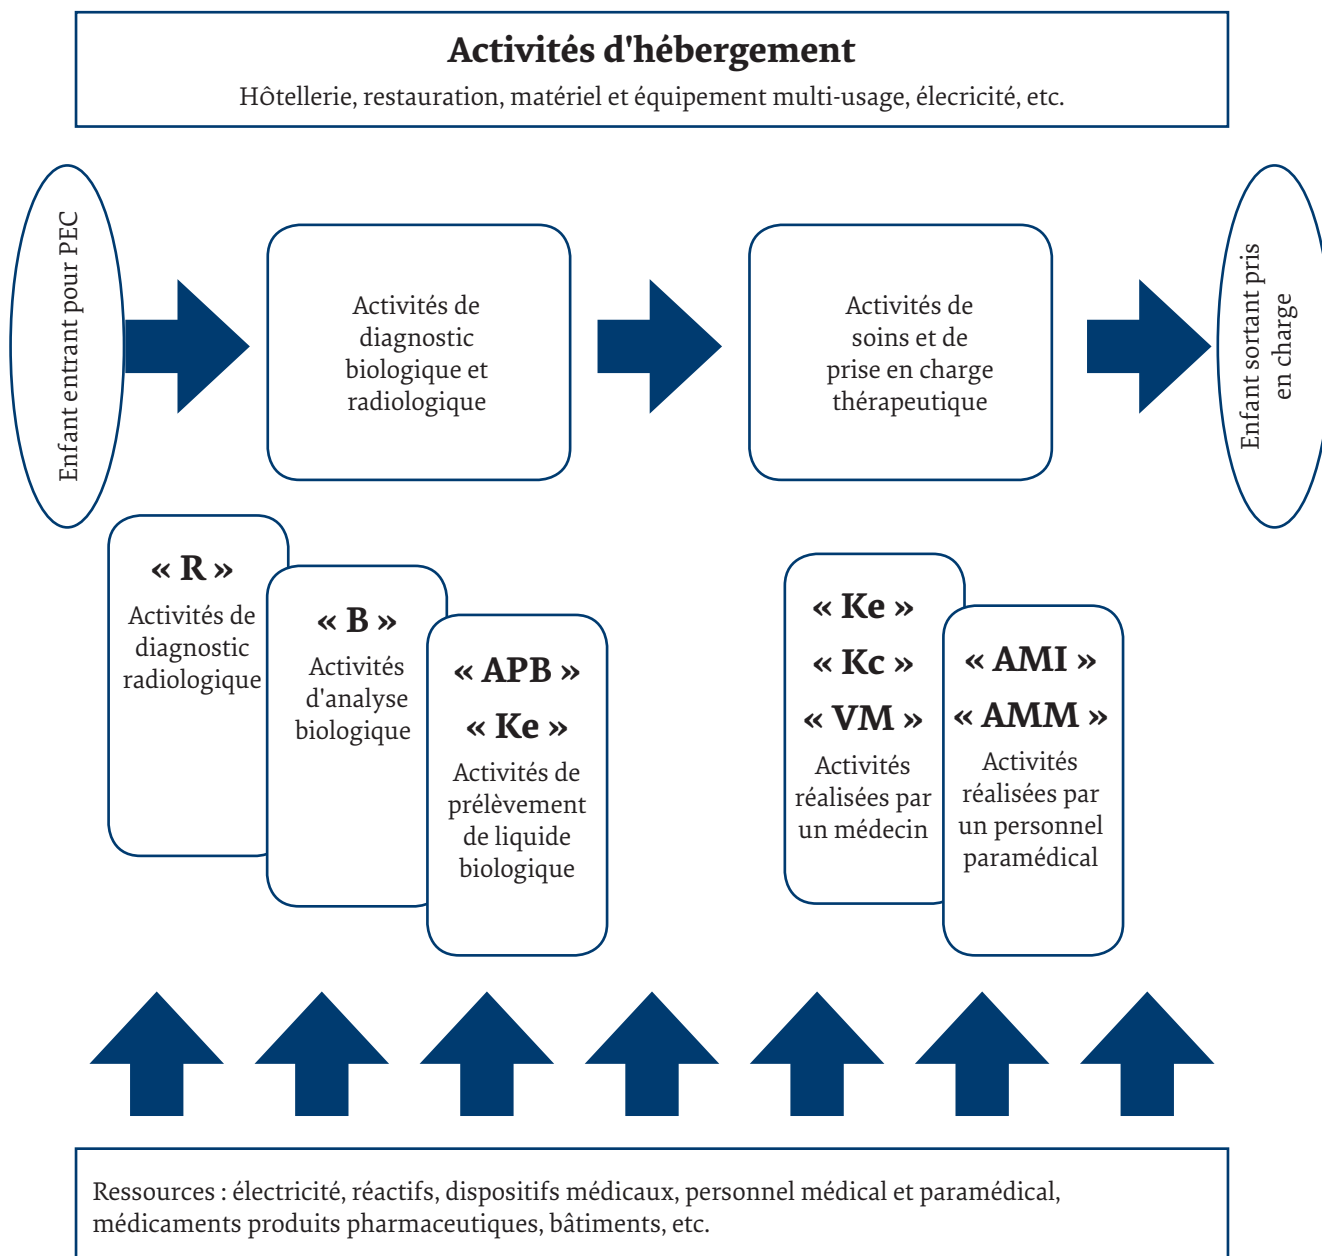 Activités d'hébergement
Hôtellerie, restauration, matériel et équipement multi-usage, élecricité, etc.
Enfant entrant pour PEC
Activités de
diagnostic
biologique et
radiologique
Activités de
soins et de
prise en charge
thérapeutique
Enfant sortant pris
en charge
« R »
Activités de
diagnostic
radiologique
« B »
Activités
d'analyse
biologique
« APB »
« Ke »
Activités de
prélèvement
de liquide
biologique
« Ke »
« Kc »
« VM »
Activités
réalisées par
un médecin
« AMI »
« AMM »
Activités
réalisées par
un personnel
paramédical
Ressources : électricité, réactifs, dispositifs médicaux, personnel médical et paramédical,
médicaments produits pharmaceutiques, bâtiments, etc.